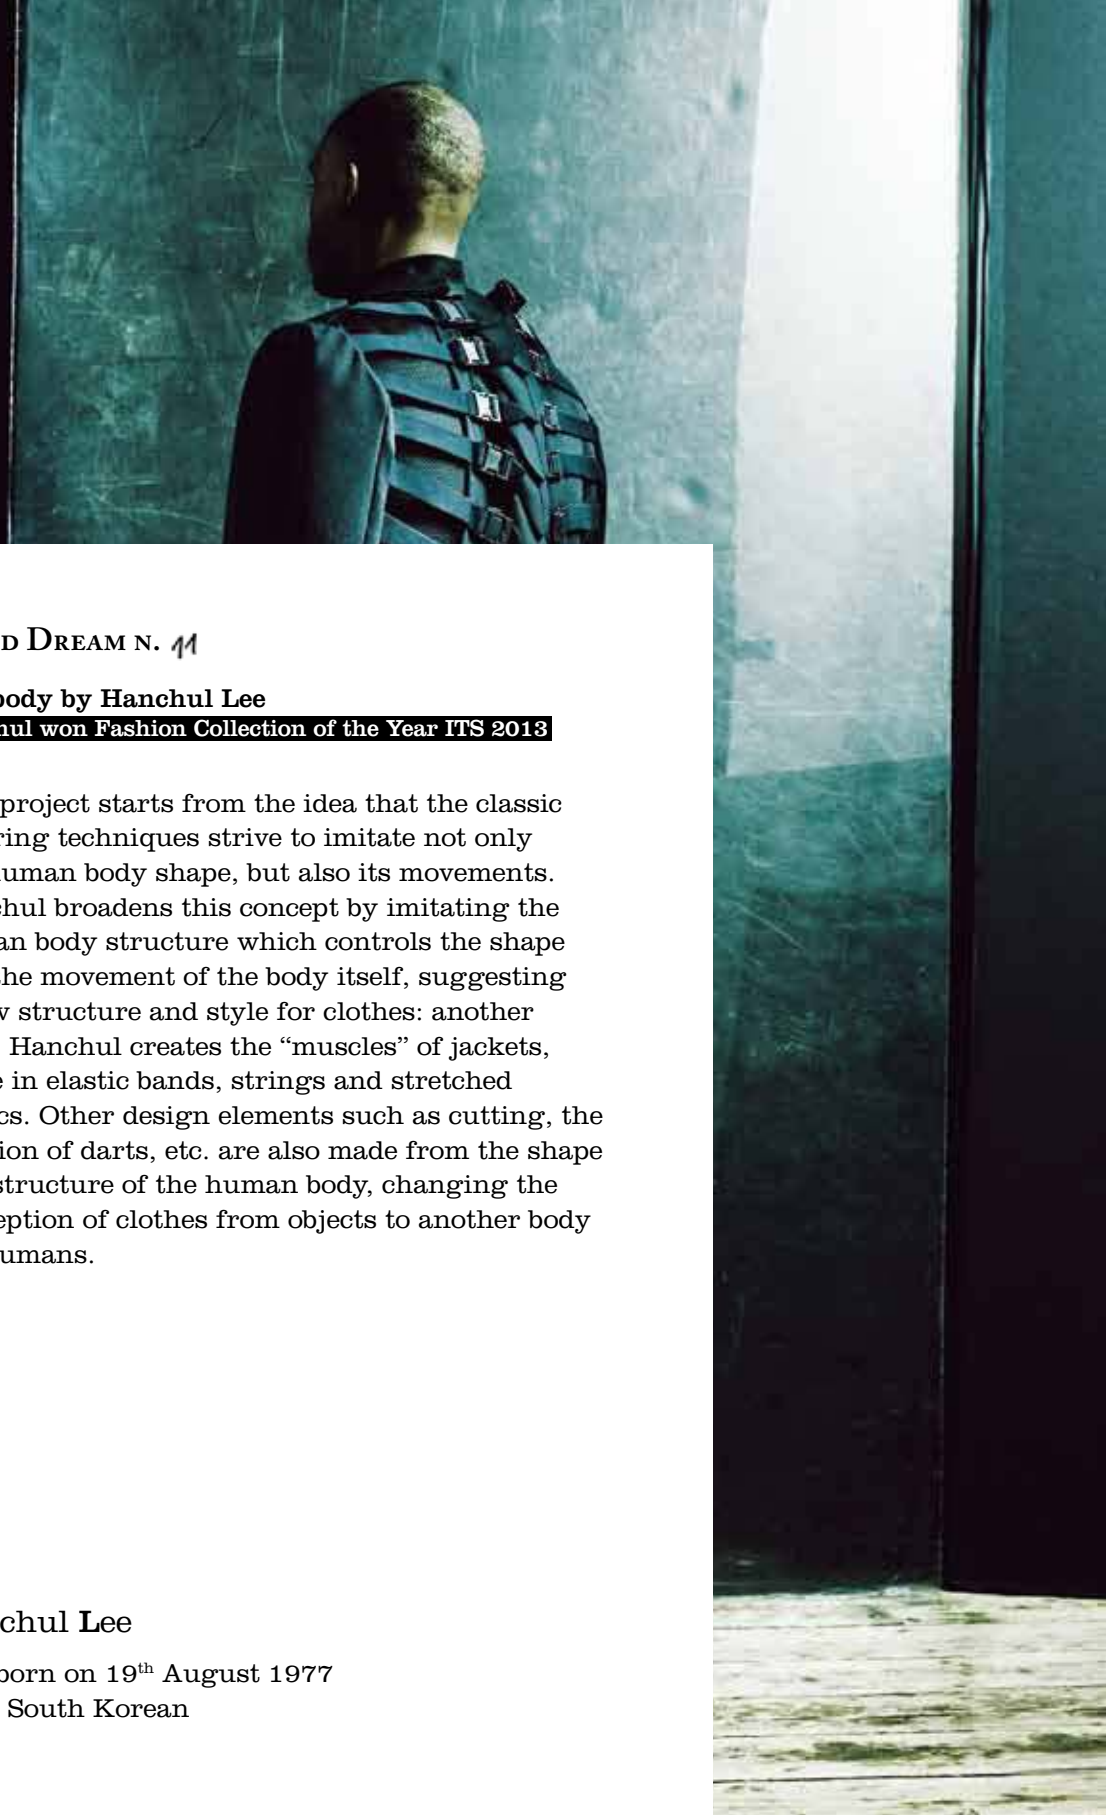 D DREAM N. 11
body by Hanchul Lee
hul won Fashion Collection of the Year ITS 2013
project starts from the idea that the classic
ring techniques strive to imitate not only
uman body shape, but also its movements.
chul broadens this concept by imitating the
an body structure which controls the shape
the movement of the body itself, suggesting
w structure and style for clothes: another
Hanchul creates the “muscles” of jackets,
e in elastic bands, strings and stretched
cs. Other design elements such as cutting, the
ion of darts, etc. are also made from the shape
structure of the human body, changing the
eption of clothes from objects to another body
umans.
chul Lee
born on 19th August 1977
South Korean